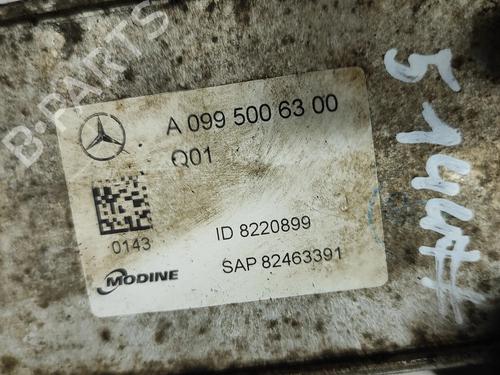 A 099 500 63 00
Q01
0143
ID 8220899
SAP 82463391
MODINE
B-PARTS